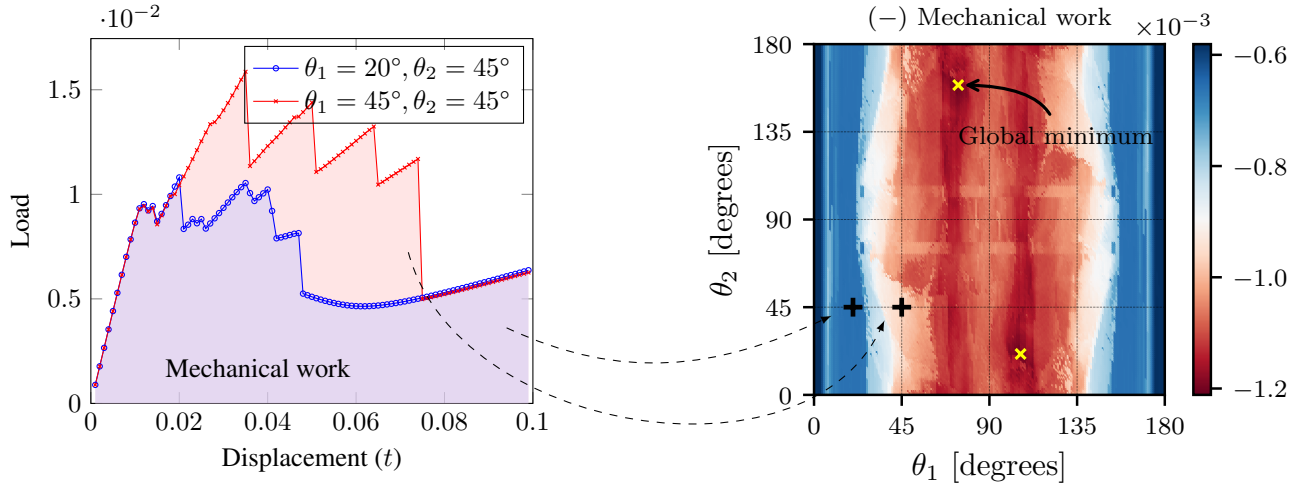 ·10⁻²
1.5
1
0.5
0
Load
θ₁ = 20°, θ₂ = 45°
θ₁ = 45°, θ₂ = 45°
Mechanical work
0 0.02 0.04 0.06 0.08 0.1
Displacement (t)
(−) Mechanical work
×10⁻³
180
135
90
45
0
θ₂ [degrees]
Global minimum
0 45 90 135 180
θ₁ [degrees]
−0.6
−0.8
−1.0
−1.2